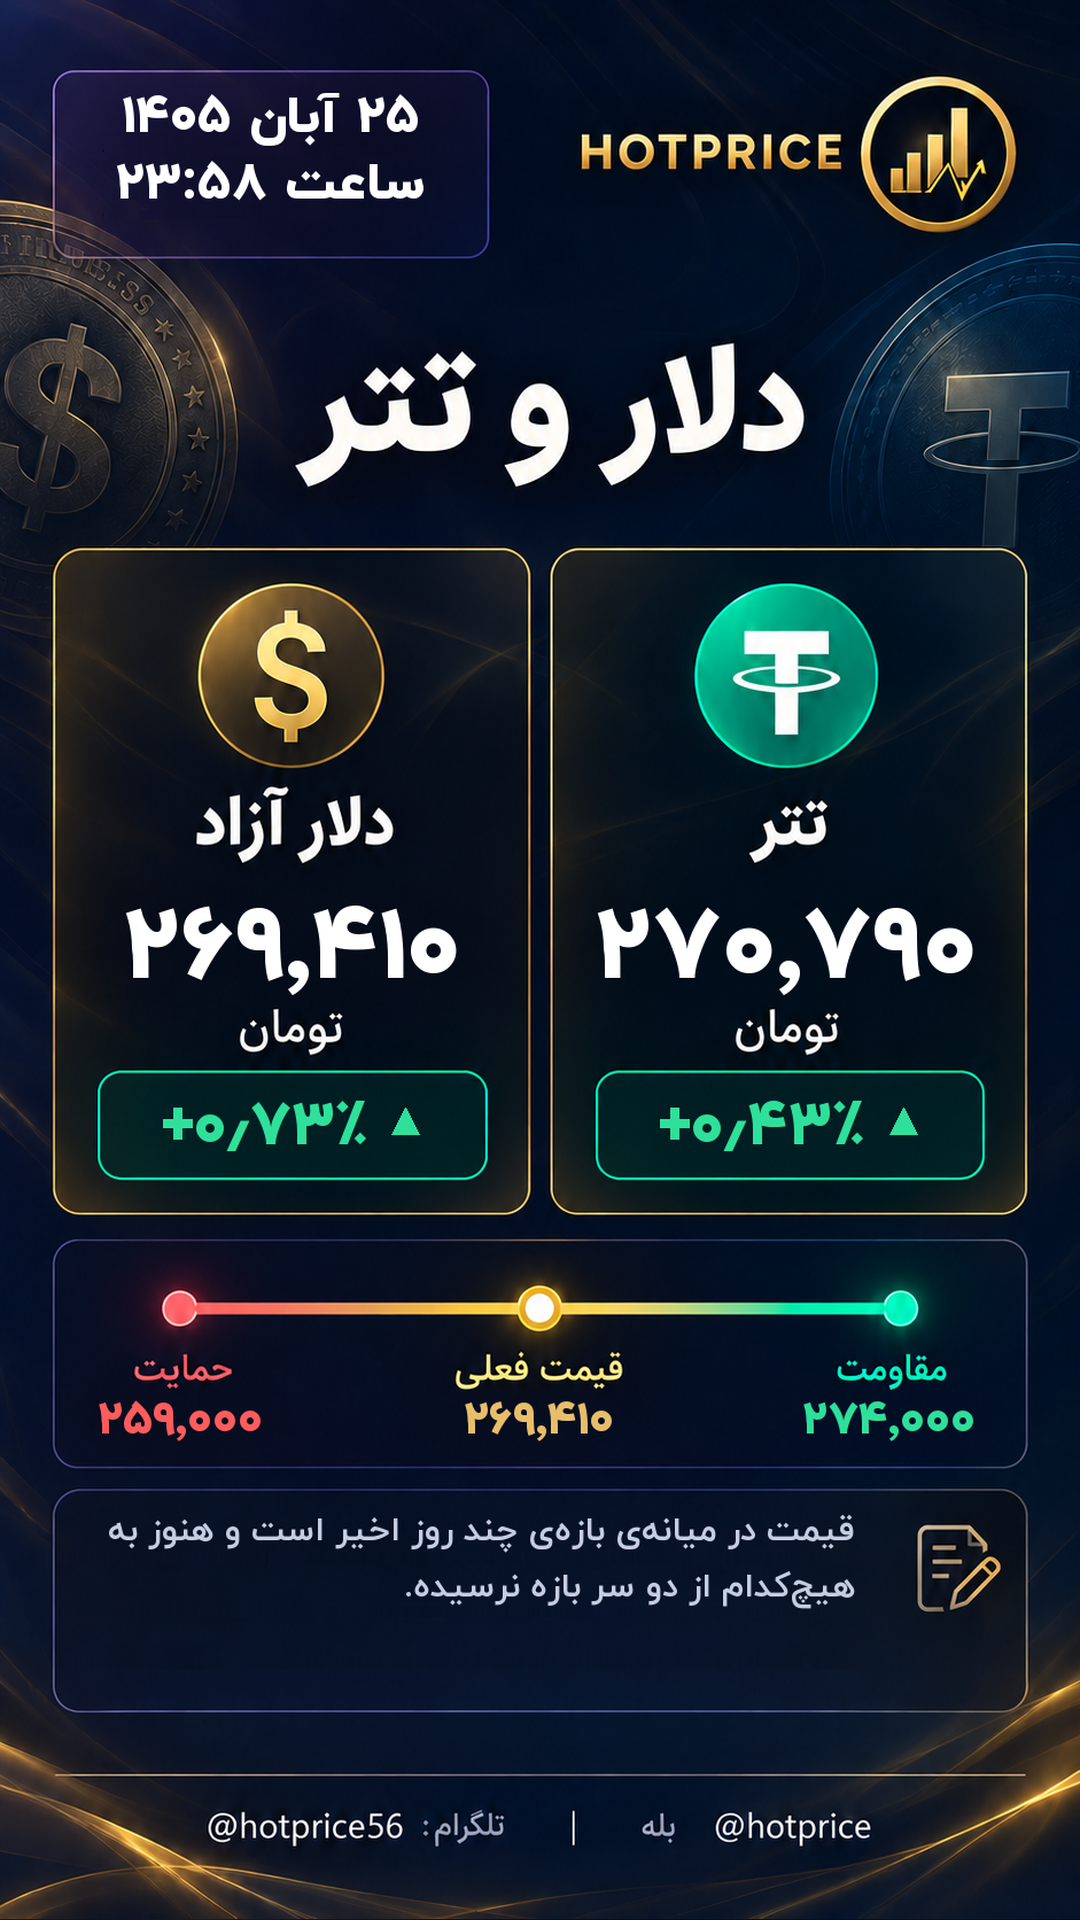 ۲۵ آبان ۱۴۰۵
ساعت ۲۳:۵۸
HOTPRICE
دلار و تتر
تتر
۲۷۰,۷۹۰
تومان
+۰٫۴۳٪ ▲
دلار آزاد
۲۶۹,۴۱۰
تومان
+۰٫۷۳٪ ▲
مقاومت
۲۷۴,۰۰۰
قیمت فعلی
۲۶۹,۴۱۰
حمایت
۲۵۹,۰۰۰
قیمت در میانه‌ی بازه‌ی چند روز اخیر است و هنوز به
هیچ‌کدام از دو سر بازه نرسیده.
@hotprice بله | تلگرام: @hotprice56